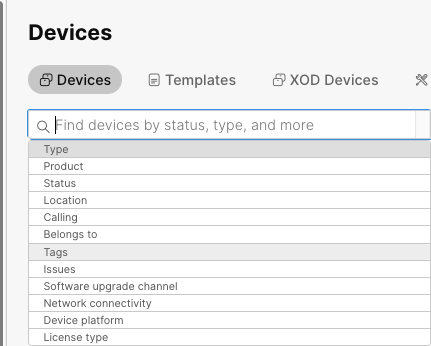 Devices
Devices Templates XOD Devices
Find devices by status, type, and more
Type
Product
Status
Location
Calling
Belongs to
Tags
Issues
Software upgrade channel
Network connectivity
Device platform
License type